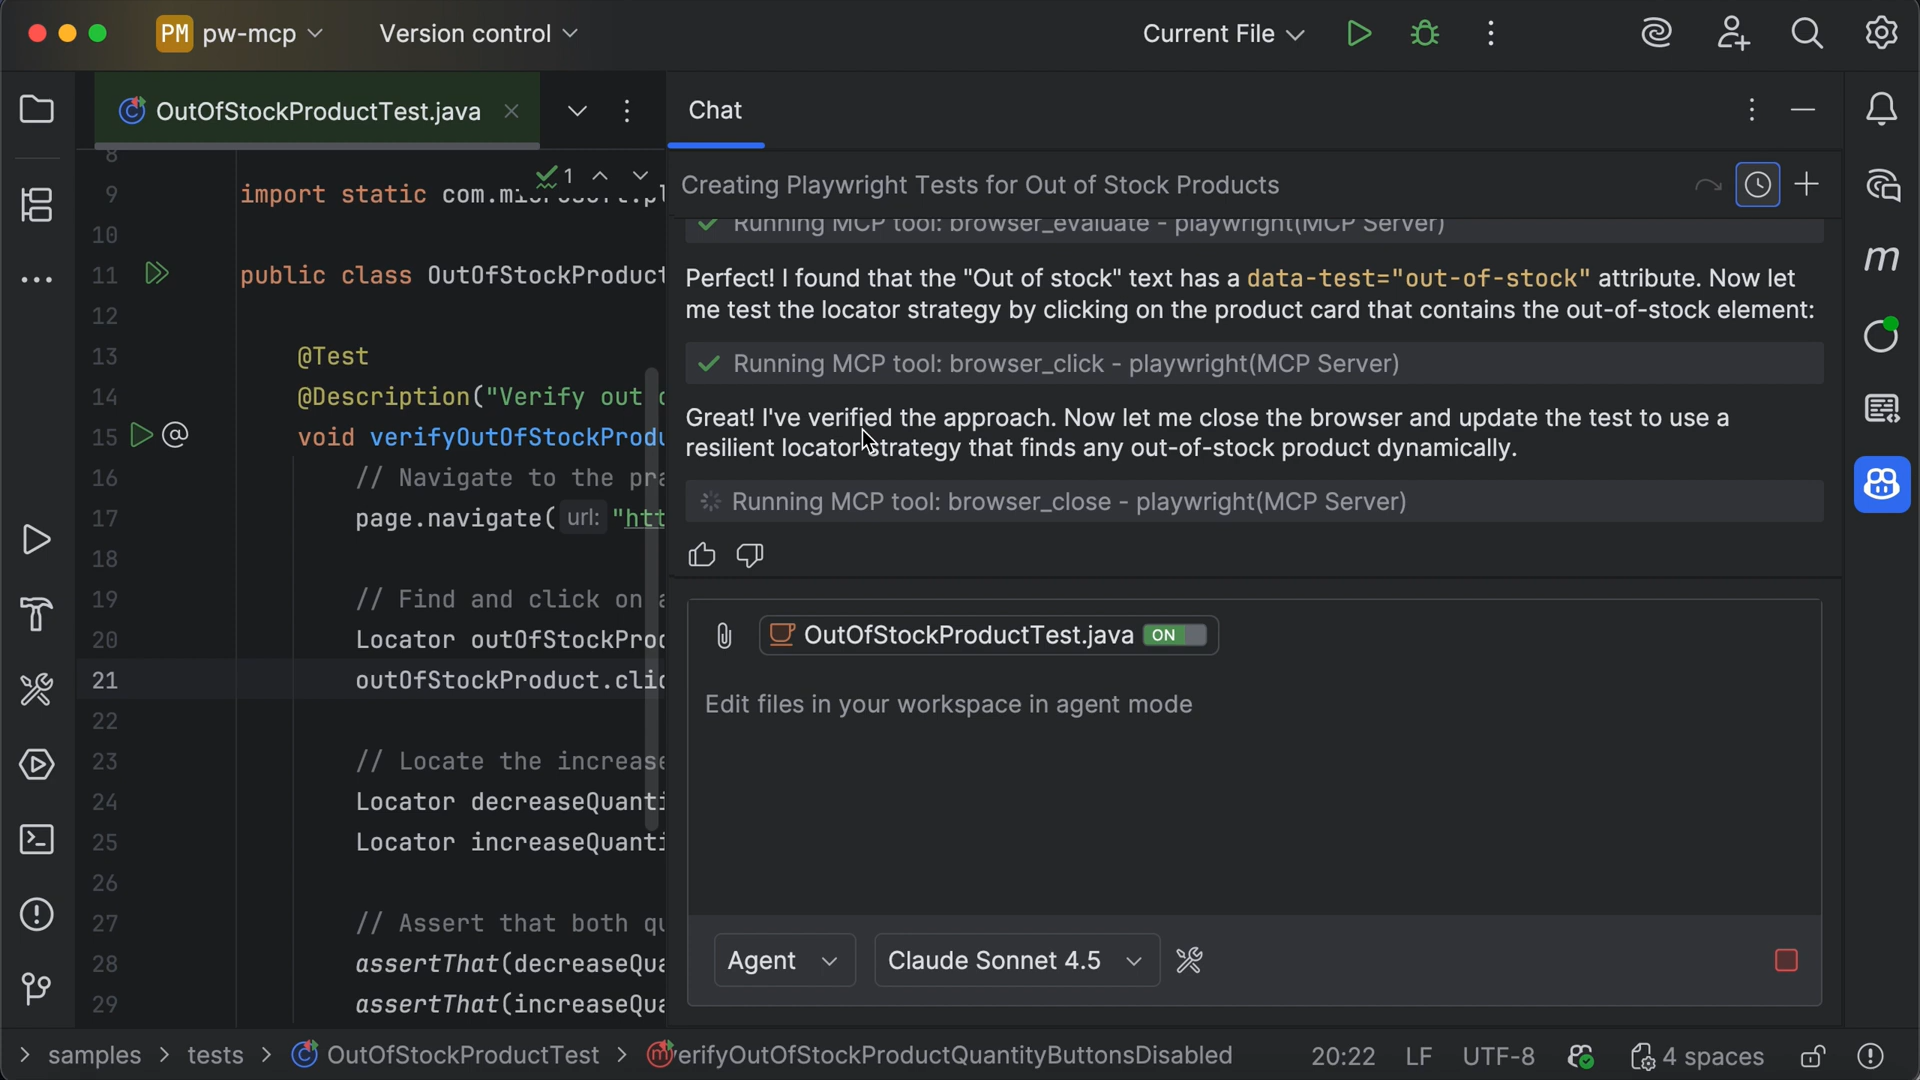 PM pw-mcp
Version control
Current File
OutOfStockProductTest.java
Chat
Creating Playwright Tests for Out of Stock Products
8
1
9 import static com.microsoft.pl
10
11 public class OutOfStockProduct
12
13 @Test
14 @Description("Verify out o
15 @ void verifyOutOfStockProdu
16 // Navigate to the pra
17 page.navigate( url: "htt
18
19 // Find and click on a
20 Locator outOfStockProd
21 outOfStockProduct.clic
22
23 // Locate the increase
24 Locator decreaseQuanti
25 Locator increaseQuanti
26
27 // Assert that both qu
28 assertThat(decreaseQua
29 assertThat(increaseQua
Running MCP tool: browser_evaluate - playwright(MCP Server)
Perfect! I found that the "Out of stock" text has a data-test="out-of-stock" attribute. Now let
me test the locator strategy by clicking on the product card that contains the out-of-stock element:
Running MCP tool: browser_click - playwright(MCP Server)
Great! I've verified the approach. Now let me close the browser and update the test to use a
resilient locator strategy that finds any out-of-stock product dynamically.
Running MCP tool: browser_close - playwright(MCP Server)
OutOfStockProductTest.java ON
Edit files in your workspace in agent mode
Agent
Claude Sonnet 4.5
m
> samples > tests > OutOfStockProductTest > verifyOutOfStockProductQuantityButtonsDisabled
20:22 LF UTF-8 4 spaces